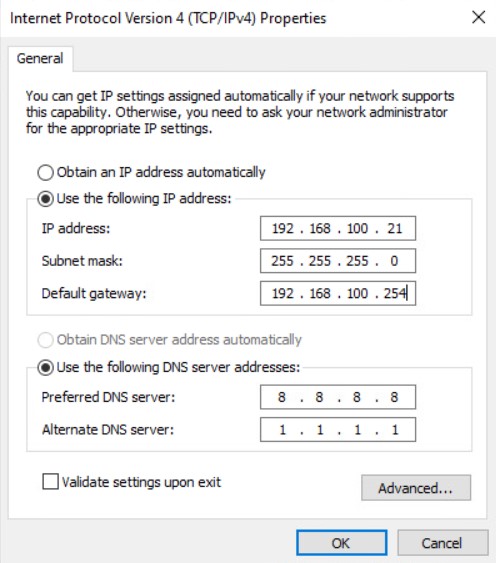 Internet Protocol Version 4 (TCP/IPv4) Properties
General
You can get IP settings assigned automatically if your network supports
this capability. Otherwise, you need to ask your network administrator
for the appropriate IP settings.
Obtain an IP address automatically
Use the following IP address:
IP address: 192 . 168 . 100 . 21
Subnet mask: 255 . 255 . 255 . 0
Default gateway: 192 . 168 . 100 . 254
Obtain DNS server address automatically
Use the following DNS server addresses:
Preferred DNS server: 8 . 8 . 8 . 8
Alternate DNS server: 1 . 1 . 1 . 1
Validate settings upon exit
Advanced...
OK Cancel